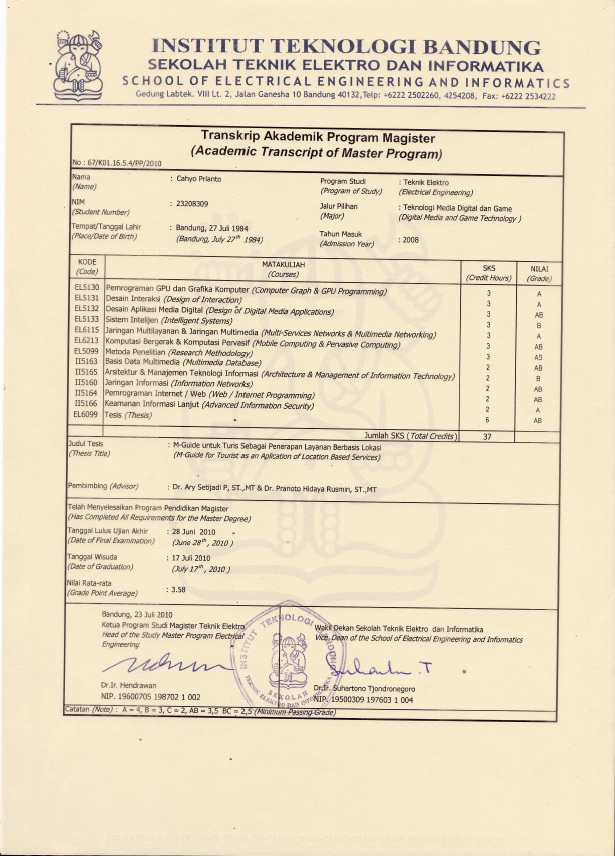 INSTITUT TEKNOLOGI BANDUNG
SEKOLAH TEKNIK ELEKTRO DAN INFORMATIKA
SCHOOL OF ELECTRICAL ENGINEERING AND INFORMATICS
Gedung Labtek. VIII Lt. 2, Jalan Ganesha 10 Bandung 40132,Telp: +6222 2502260, 4254208, Fax: +6222 2534222
Transkrip Akademik Program Magister
(Academic Transcript of Master Program)
No : 67/K01.16.5.4/PP/2010
Nama : Cahyo Prianto Program Studi : Teknik Elektro
(Name) (Program of Study) (Electrical Engineering)
NIM : 23208309 Jalur Pilihan : Teknologi Media Digital dan Game
(Student Number) (Major) (Digital Media and Game Technology )
Tempat/Tanggal Lahir : Bandung, 27 Juli 1984 Tahun Masuk : 2008
(Place/Date of Birth) (Bandung, July 27th 1984) (Admission Year)
KODE MATAKULIAH SKS NILAI
(Code) (Courses) (Credit Hours) (Grade)
EL5130 Pemrograman GPU dan Grafika Komputer (Computer Graph & GPU Programming) 3 A
EL5131 Desain Interaksi (Design of Interaction) 3 A
EL5132 Desain Aplikasi Media Digital (Design of Digital Media Applications) 3 AB
EL5133 Sistem Intelijen (Intelligent Systems) 3 B
EL6115 Jaringan Multilayanan & Jaringan Multimedia (Multi-Services Networks & Multimedia Networking) 3 A
EL6213 Komputasi Bergerak & Komputasi Pervasif (Mobile Computing & Pervasive Computing) 3 AB
EL5099 Metoda Penelitian (Research Methodology) 3 AB
II5163 Basis Data Multimedia (Multimedia Database) 2 AB
II5165 Arsitektur & Manajemen Teknologi Informasi (Architecture & Management of Information Technology) 2 B
II5160 Jaringan Informasi (Information Networks) 2 AB
II5164 Pemrograman Internet / Web (Web / Internet Programming) 2 AB
II5166 Keamanan Informasi Lanjut (Advanced Information Security) 2 A
EL6099 Tesis (Thesis) 6 AB
Jumlah SKS (Total Credits) 37
Judul Tesis : M-Guide untuk Turis Sebagai Penerapan Layanan Berbasis Lokasi
(Thesis Title) (M-Guide for Tourist as an Aplication of Location Based Services)
Pembimbing (Advisor) : Dr. Ary Setijadi P, ST.,MT & Dr. Pranoto Hidaya Rusmin, ST.,MT
Telah Menyelesaikan Program Pendidikan Magister
(Has Completed All Requirements for the Master Degree)
Tanggal Lulus Ujian Akhir : 28 Juni 2010
(Date of Final Examination) (June 28th, 2010 )
Tanggal Wisuda : 17 Juli 2010
(Date of Graduation) (July 17th, 2010 )
Nilai Rata-rata : 3.58
(Grade Point Average)
Bandung, 23 Juli 2010
Ketua Program Studi Magister Teknik Elektro Wakil Dekan Sekolah Teknik Elektro dan Informatika
Head of the Study Master Program Electrical Vice Dean of the School of Electrical Engineering and Informatics
Engineering
INSTITUT TEKNOLOGI BANDUNG
SEKOLAH
TEKNIK ELEKTRO DAN INFORMATIKA
Dr.Ir. Hendrawan Dr.Ir. Suhartono Tjondronegoro
NIP. 19600705 198702 1 002 NIP. 19500309 197603 1 004
Catatan (Note) : A = 4, B = 3, C = 2, AB = 3,5 BC = 2,5 (Minimum Passing Grade)